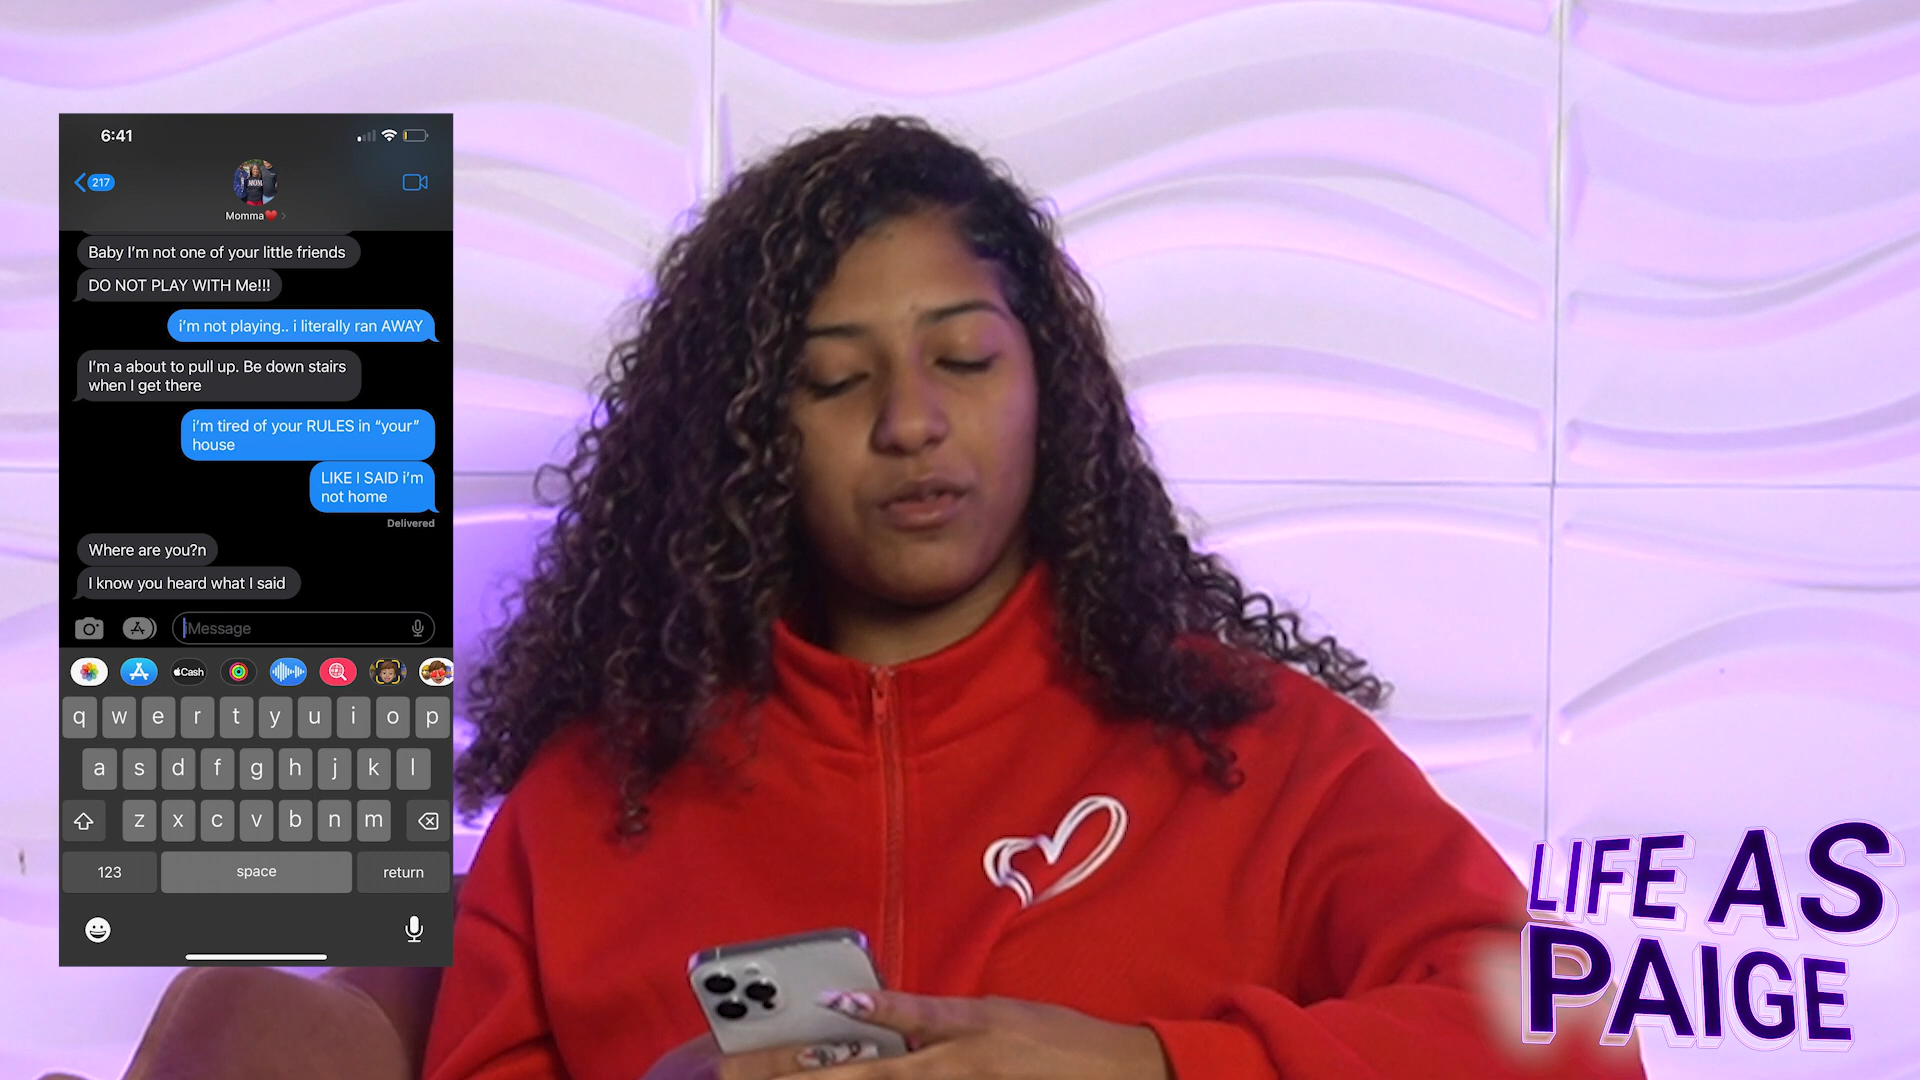 6:41
217
MOM
Momma❤️
Baby I'm not one of your little friends
DO NOT PLAY WITH Me!!!
i'm not playing.. i literally ran AWAY
I'm a about to pull up. Be down stairs
when I get there
i'm tired of your RULES in “your”
house
LIKE I SAID i'm
not home
Delivered
Where are you?n
I know you heard what I said
iMessage
Cash
q w e r t y u i o p
a s d f g h j k l
z x c v b n m
123 space return
LIFE AS
PAIGE